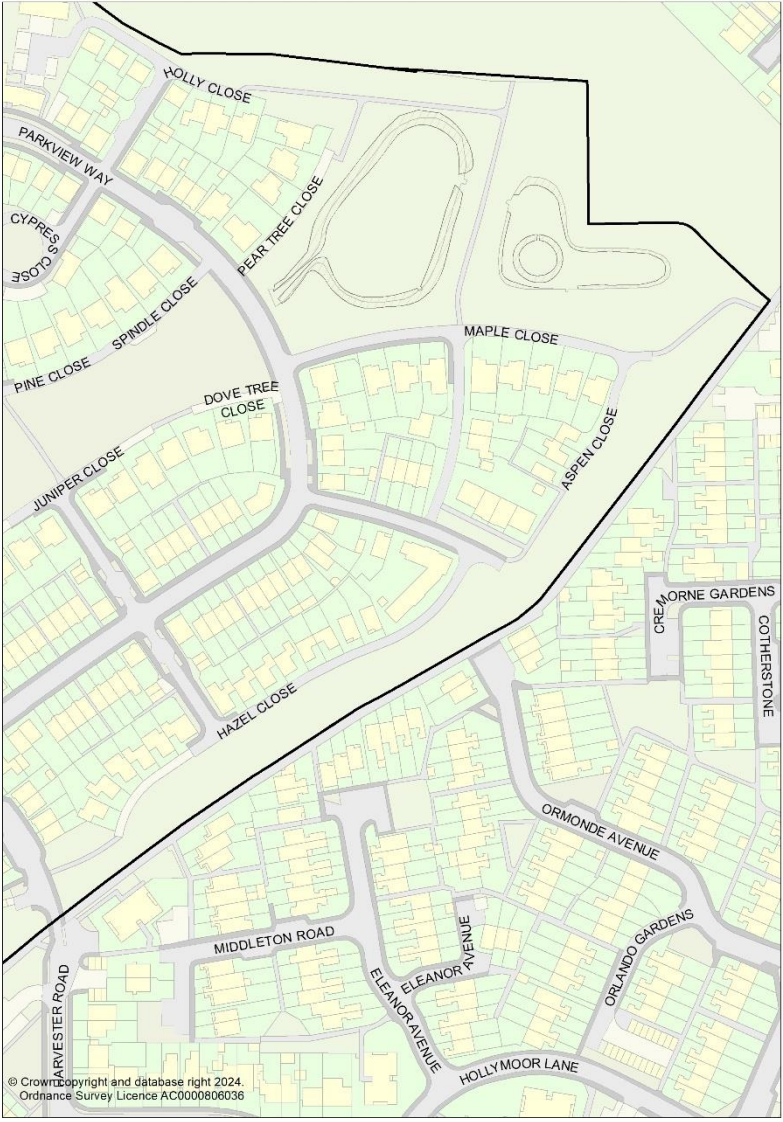 HOLLY CLOSE
PARKVIEW WAY
CYPRESS CLOSE
PEAR TREE CLOSE
SPINDLE CLOSE
PINE CLOSE
MAPLE CLOSE
DOVE TREE
CLOSE
JUNIPER CLOSE
ASPEN CLOSE
CREMORNE GARDENS
COTHERSTONE
HAZEL CLOSE
ORMONDE AVENUE
MIDDLETON ROAD
ELEANOR AVENUE
ORLANDO GARDENS
ELEANOR AVENUE
HARVESTER ROAD
HOLLYMOOR LANE
© Crown copyright and database right 2024.
Ordnance Survey Licence AC0000806036